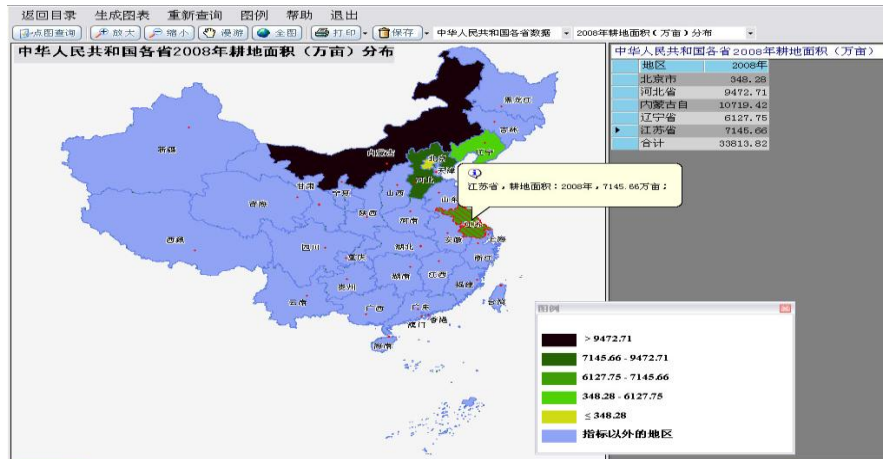 返回目录 生成图表 重新查询 图例 帮助 退出
点图查询 放大 缩小 漫游 全图 打印 保存 中华人民共和国各省数据 2008年耕地面积(万亩)分布
中华人民共和国各省2008年耕地面积(万亩)分布
中华人民共和国各省2008年耕地面积(万亩)
地区 2008年
北京市 348.28
河北省 9472.71
内蒙古自 10719.42
辽宁省 6127.75
江苏省 7145.66
合计 33813.82
黑龙江
吉林
新疆
内蒙古
北京
辽宁
天津
河北
江苏省,耕地面积:2008年,7145.66万亩;
甘肃
宁夏
山西
山东
青海
陕西
河南
江苏
西藏
安徽
上海
四川
重庆
湖北
浙江
湖南
江西
贵州
福建
云南
广西
广东
台湾
香港
澳门
海南
图例
> 9472.71
7145.66 - 9472.71
6127.75 - 7145.66
348.28 - 6127.75
≤ 348.28
指标以外的地区